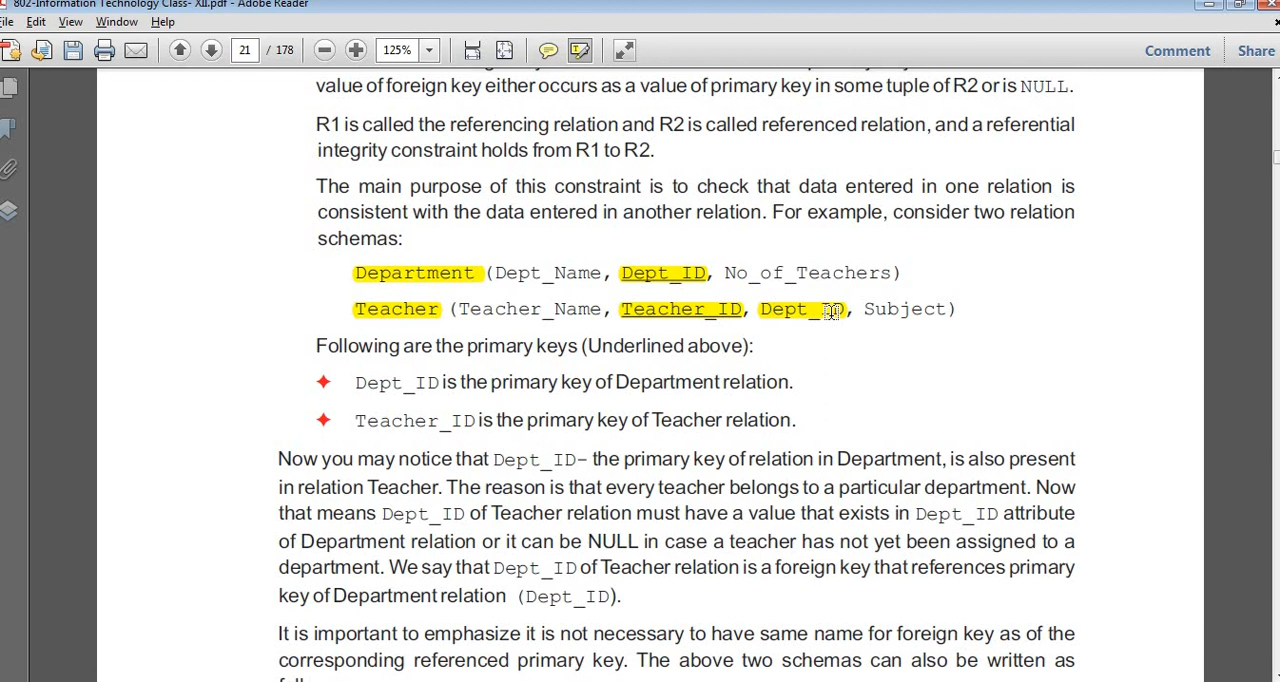 802-Information Technology Class- XII.pdf - Adobe Reader
File Edit View Window Help
21 / 178 125% Comment Share
value of foreign key either occurs as a value of primary key in some tuple of R2 or is NULL.
R1 is called the referencing relation and R2 is called referenced relation, and a referential
integrity constraint holds from R1 to R2.
The main purpose of this constraint is to check that data entered in one relation is
consistent with the data entered in another relation. For example, consider two relation
schemas:
Department (Dept_Name, Dept_ID, No_of_Teachers)
Teacher (Teacher_Name, Teacher_ID, Dept_ID, Subject)
Following are the primary keys (Underlined above):
✦ Dept_ID is the primary key of Department relation.
✦ Teacher_ID is the primary key of Teacher relation.
Now you may notice that Dept_ID– the primary key of relation in Department, is also present
in relation Teacher. The reason is that every teacher belongs to a particular department. Now
that means Dept_ID of Teacher relation must have a value that exists in Dept_ID attribute
of Department relation or it can be NULL in case a teacher has not yet been assigned to a
department. We say that Dept_ID of Teacher relation is a foreign key that references primary
key of Department relation (Dept_ID).
It is important to emphasize it is not necessary to have same name for foreign key as of the
corresponding referenced primary key. The above two schemas can also be written as